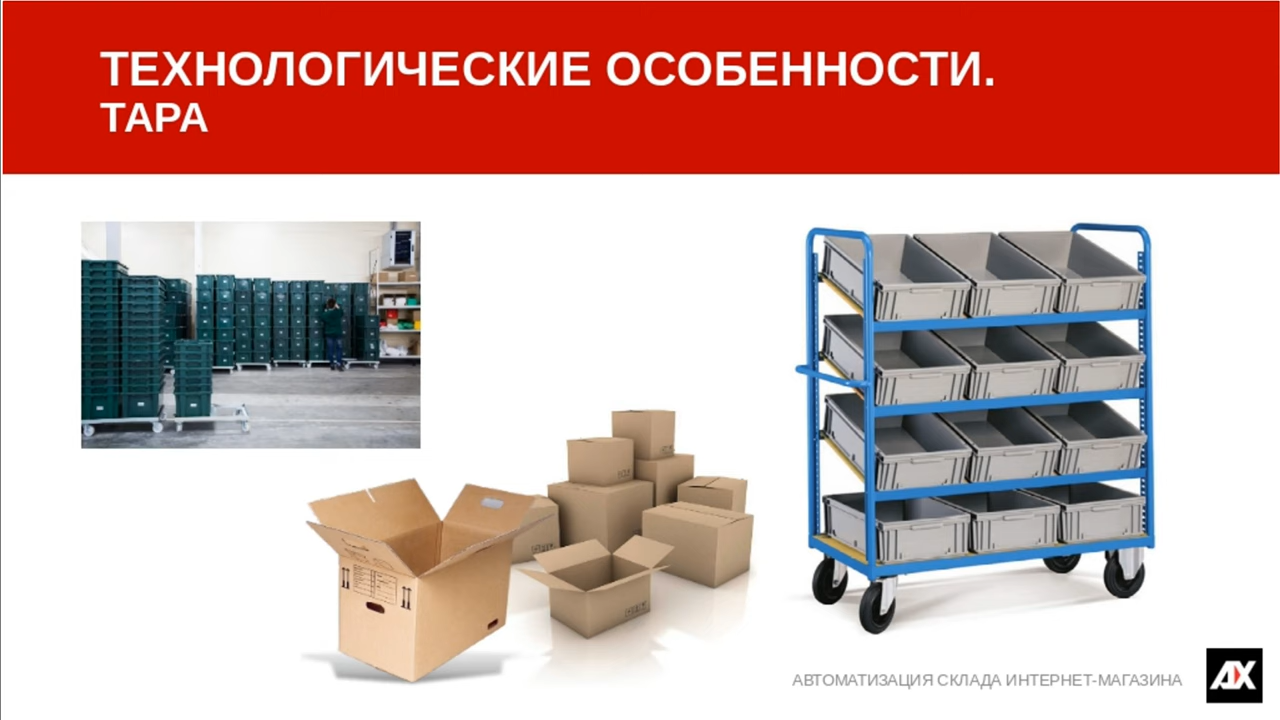 ТЕХНОЛОГИЧЕСКИЕ ОСОБЕННОСТИ.
ТАРА
АВТОМАТИЗАЦИЯ СКЛАДА ИНТЕРНЕТ-МАГАЗИНА
AX